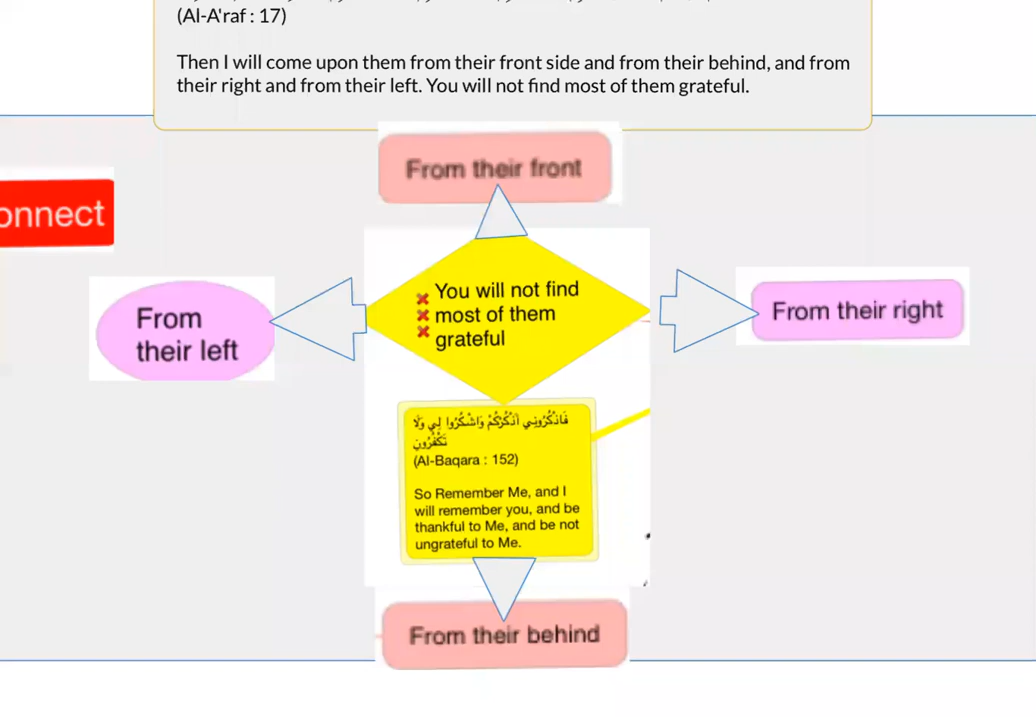 (Al-A'raf : 17)
Then I will come upon them from their front side and from their behind, and from
their right and from their left. You will not find most of them grateful.
From their front
onnect
You will not find
most of them
grateful
From
their left
From their right
فَاذْكُرُونِي أَذْكُرْكُمْ وَاشْكُرُوا لِي وَلَا
تَكْفُرُونِ
(Al-Baqara : 152)
So Remember Me, and I
will remember you, and be
thankful to Me, and be not
ungrateful to Me.
From their behind